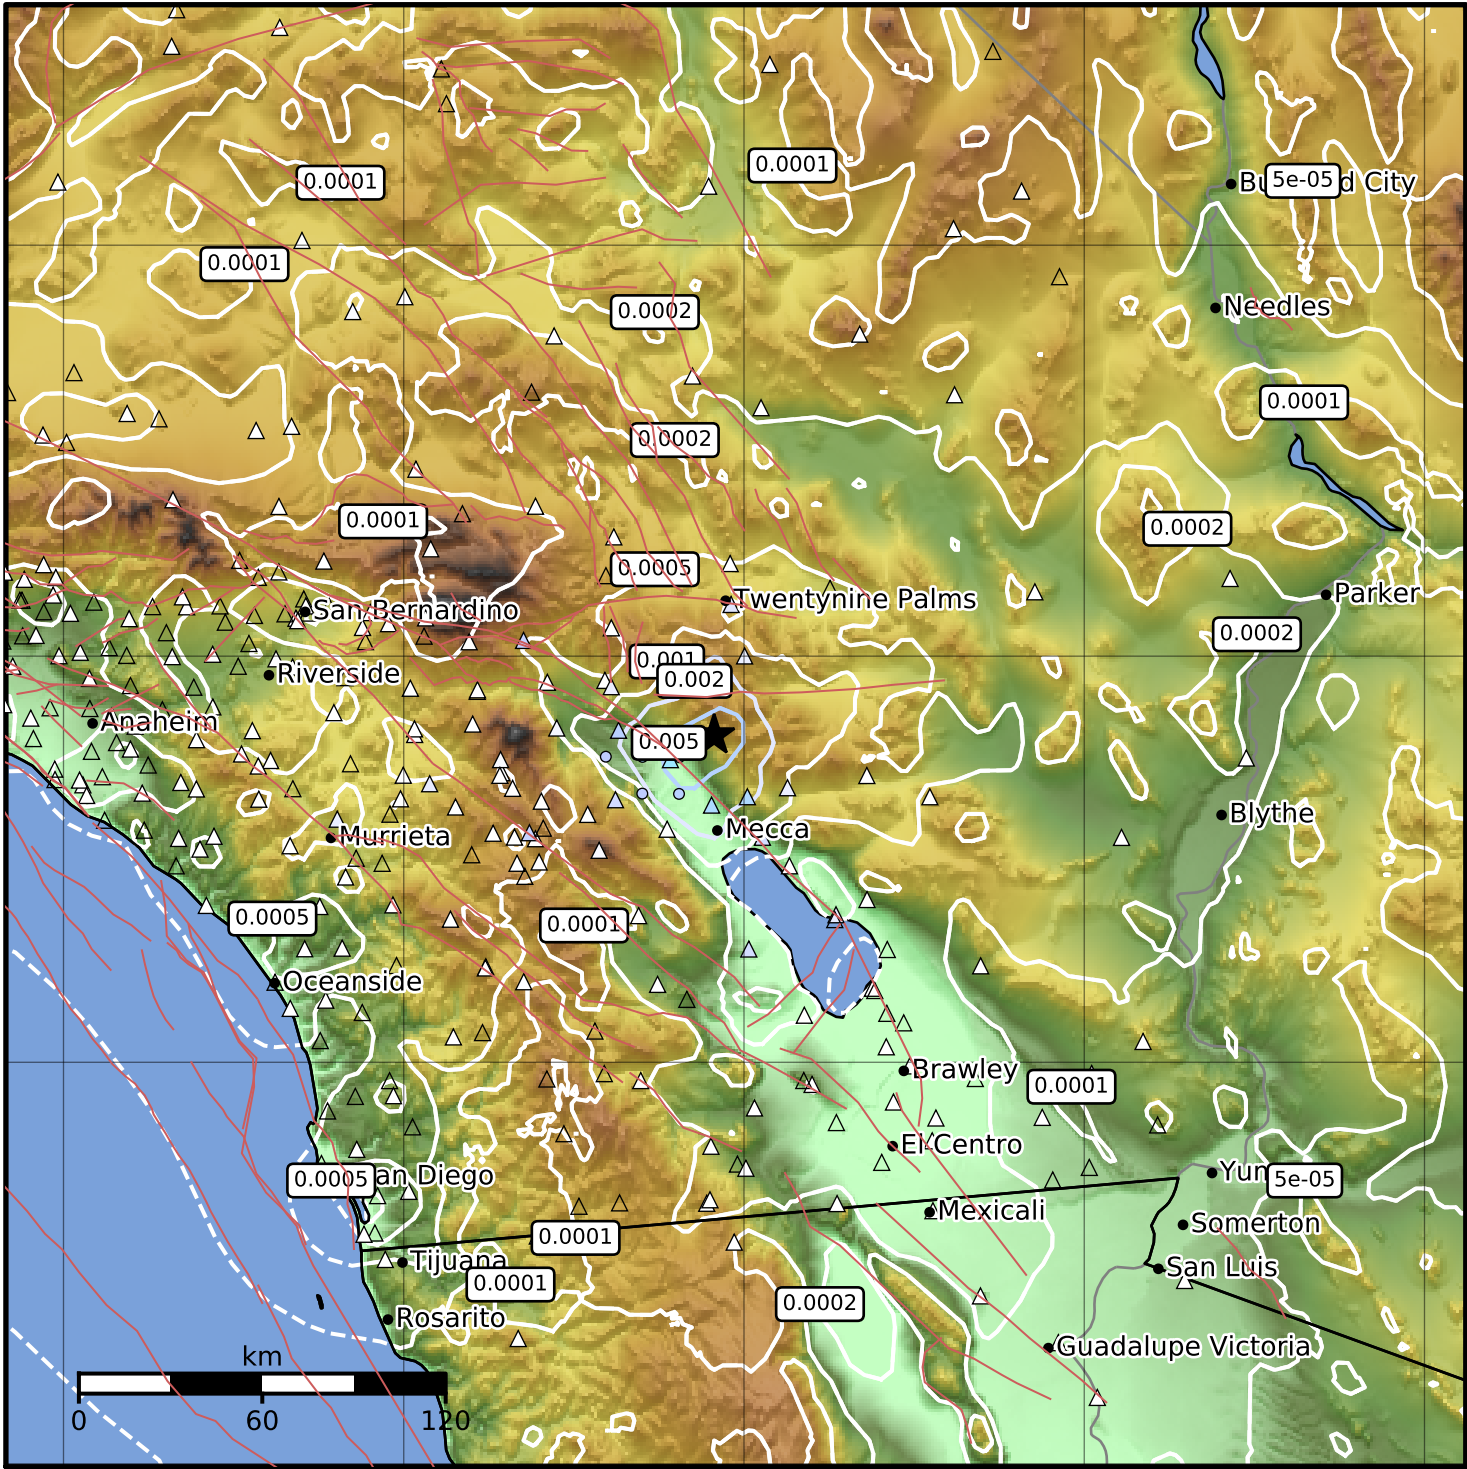 0.0001
0.0001
5e-05
d City
0.0001
Needles
0.0002
0.0001
0.0002
0.0001
0.0002
0.0005
Twentynine Palms
Parker
San Bernardino
0.0002
0.001
Riverside
0.002
Anaheim
0.005
Blythe
Mecca
Murrieta
0.0005
0.0001
Oceanside
Brawley
0.0001
El Centro
0.0005
an Diego
Yun
5e-05
Mexicali
Somerton
0.0001
Tijuana
San Luis
0.0001
0.0002
Rosarito
Guadalupe Victoria
km
0 60 120